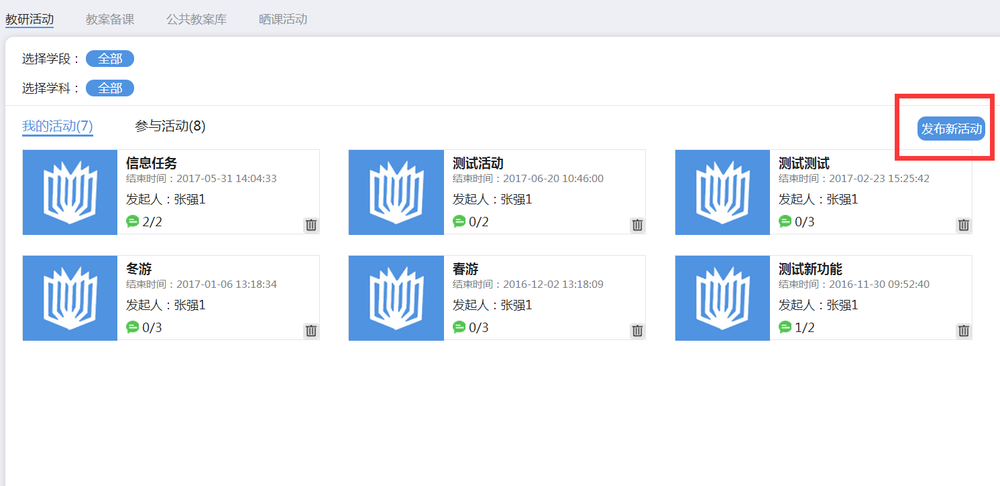 教研活动 教案备课 公共教案库 晒课活动
选择学段： 全部
选择学科： 全部
我的活动(7) 参与活动(8) 发布新活动
信息任务
结束时间：2017-05-31 14:04:33
发起人：张强1
2/2
测试活动
结束时间：2017-06-20 10:46:00
发起人：张强1
0/2
测试测试
结束时间：2017-02-23 15:25:42
发起人：张强1
0/3
冬游
结束时间：2017-01-06 13:18:34
发起人：张强1
0/3
春游
结束时间：2016-12-02 13:18:09
发起人：张强1
0/3
测试新功能
结束时间：2016-11-30 09:52:40
发起人：张强1
1/2